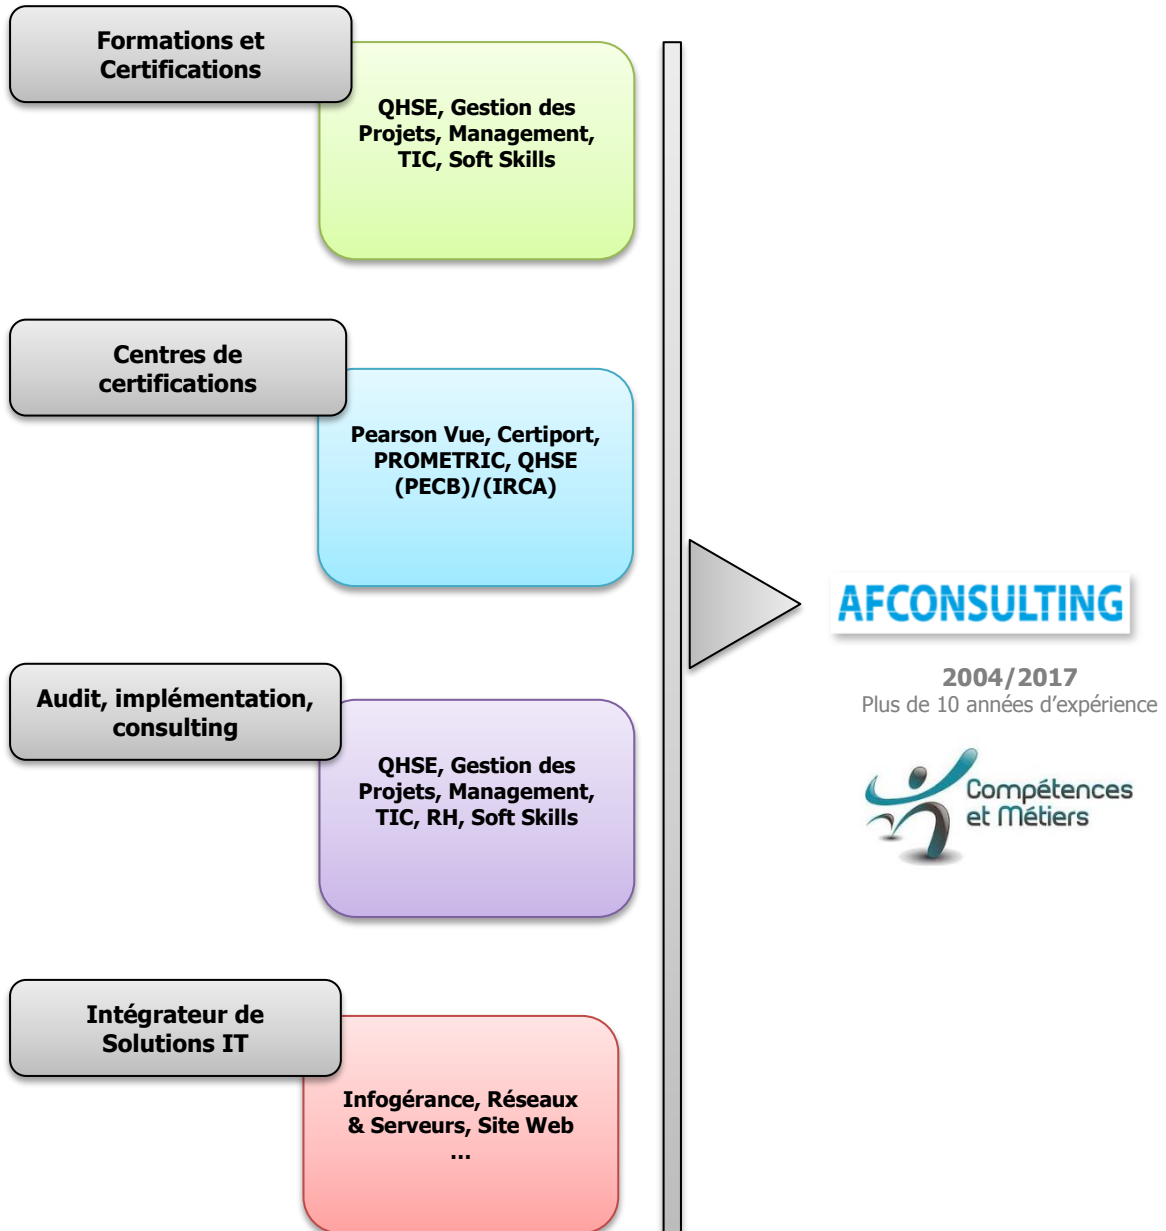 Formations et
Certifications
QHSE, Gestion des
Projets, Management,
TIC, Soft Skills
Centres de
certifications
Pearson Vue, Certiport,
PROMETRIC, QHSE
(PECB)/(IRCA)
Audit, implémentation,
consulting
QHSE, Gestion des
Projets, Management,
TIC, RH, Soft Skills
Intégrateur de
Solutions IT
Infogérance, Réseaux
& Serveurs, Site Web
...
AFCONSULTING
2004/2017
Plus de 10 années d’expérience
Compétences
et Métiers